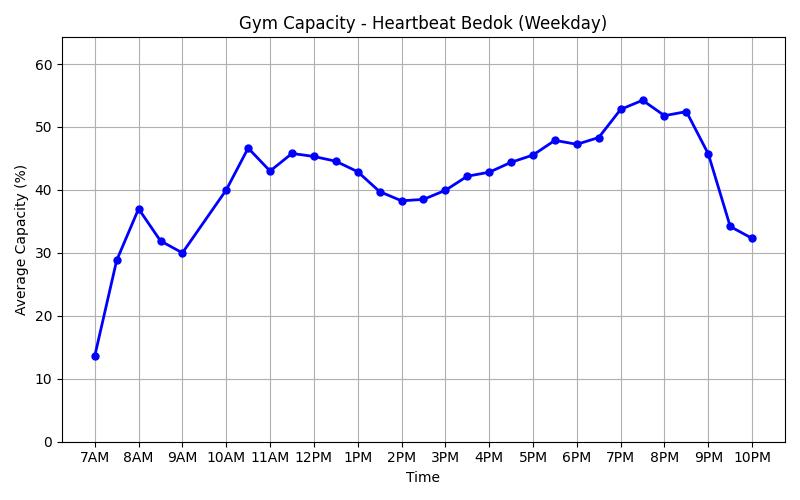 Gym Capacity - Heartbeat Bedok (Weekday)
Average Capacity (%)
60
50
40
30
20
10
0
7AM 8AM 9AM 10AM 11AM 12PM 1PM 2PM 3PM 4PM 5PM 6PM 7PM 8PM 9PM 10PM
Time